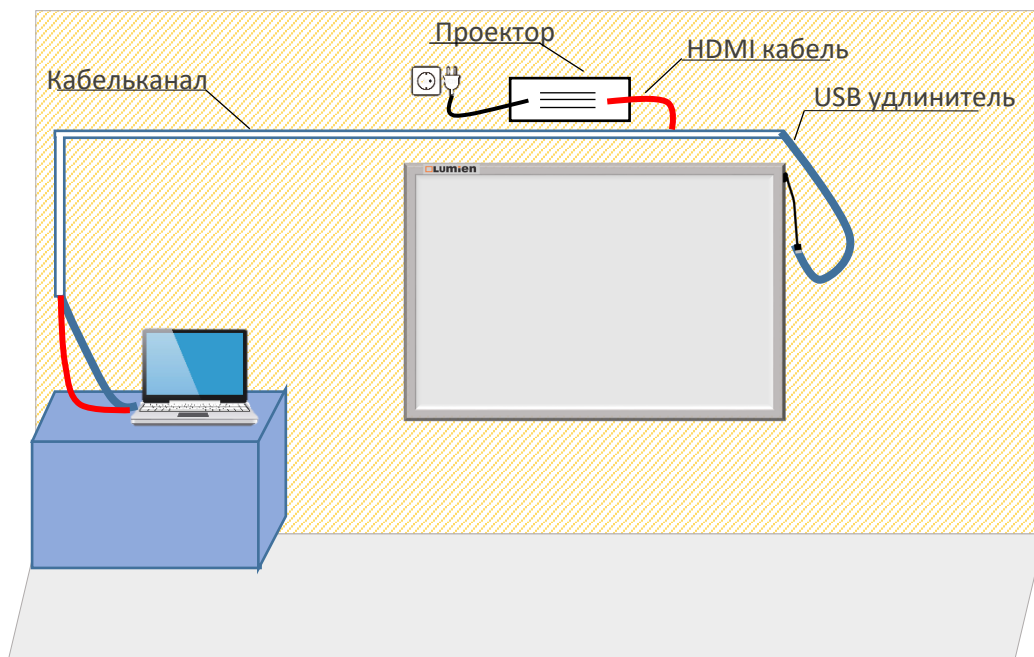 Проектор
HDMI кабель
Кабельканал
USB удлинитель
Lumien